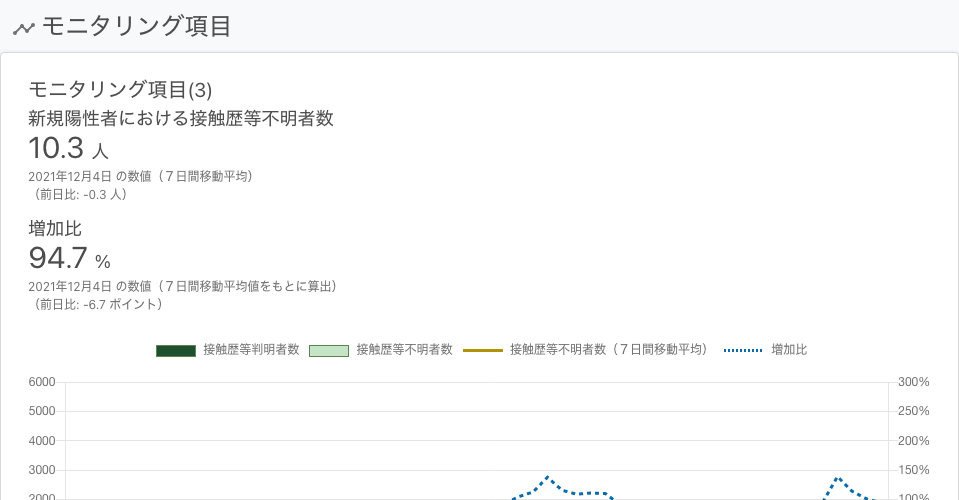 モニタリング項目
モニタリング項目(3)
新規陽性者における接触歴等不明者数
10.3 人
2021年12月4日 の数値（７日間移動平均）
（前日比: -0.3 人）
増加比
94.7 %
2021年12月4日 の数値（７日間移動平均値をもとに算出）
（前日比: -6.7 ポイント）
接触歴等判明者数 接触歴等不明者数 接触歴等不明者数（７日間移動平均） 増加比
6000 300%
5000 250%
4000 200%
3000 150%
2000 100%